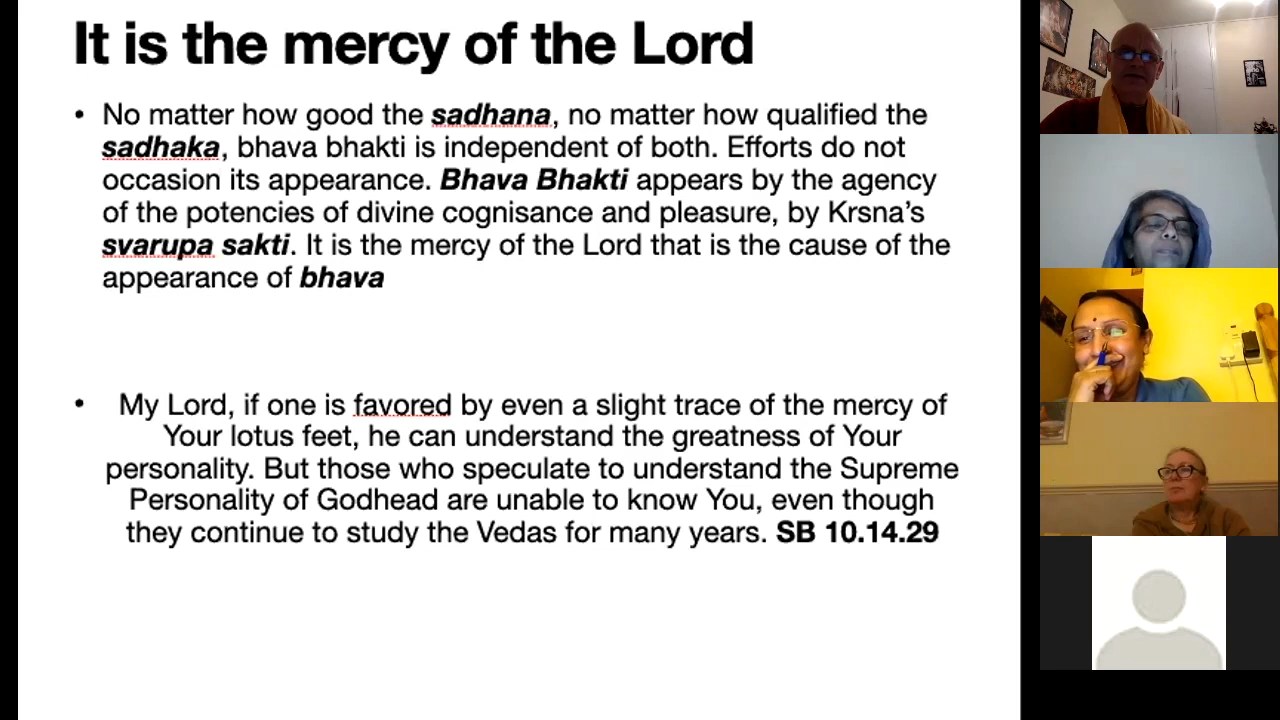 It is the mercy of the Lord
• No matter how good the sadhana, no matter how qualified the
sadhaka, bhava bhakti is independent of both. Efforts do not
occasion its appearance. Bhava Bhakti appears by the agency
of the potencies of divine cognisance and pleasure, by Krsna’s
svarupa sakti. It is the mercy of the Lord that is the cause of the
appearance of bhava
• My Lord, if one is favored by even a slight trace of the mercy of
Your lotus feet, he can understand the greatness of Your
personality. But those who speculate to understand the Supreme
Personality of Godhead are unable to know You, even though
they continue to study the Vedas for many years. SB 10.14.29